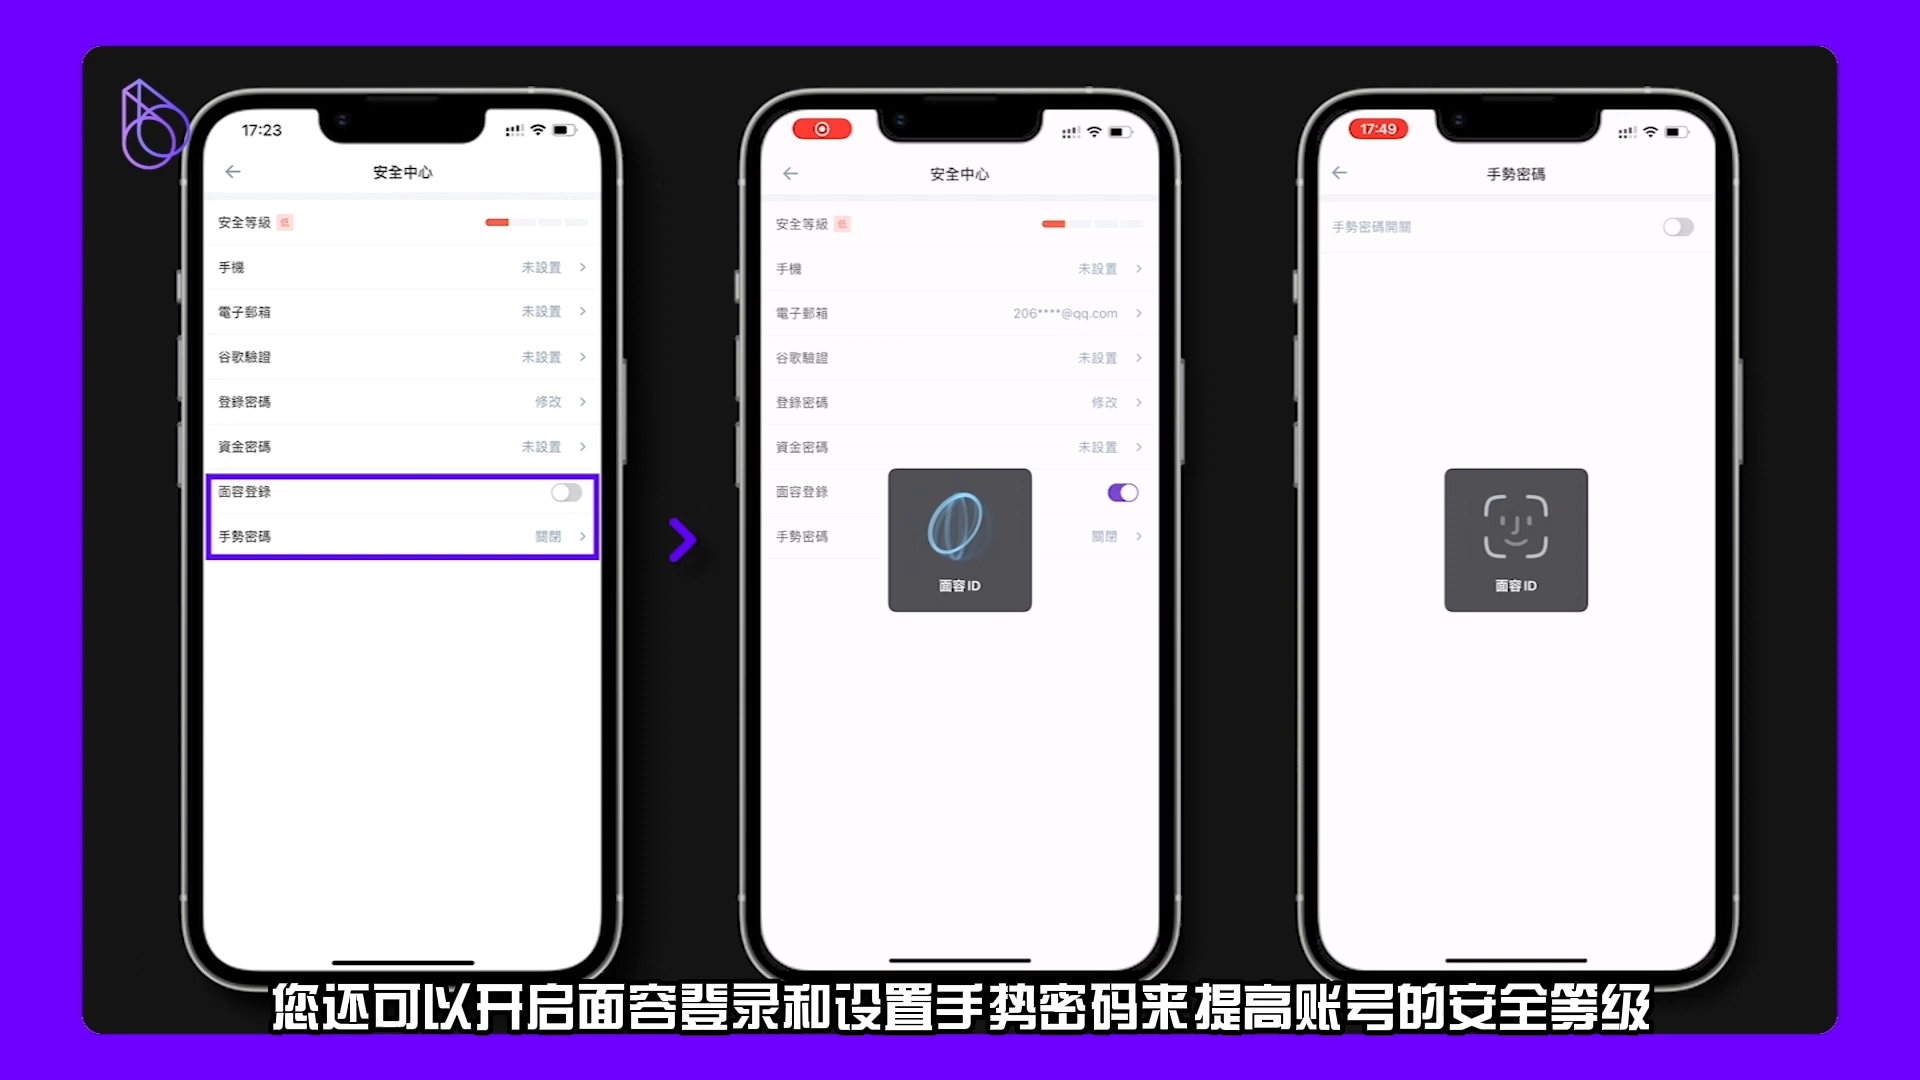 17:23
安全中心
安全等級 低
手機 未設置
電子郵箱 未設置
谷歌驗證 未設置
登錄密碼 修改
資金密碼 未設置
面容登錄
手勢密碼 關閉
安全中心
安全等級 低
手機 未設置
電子郵箱 206****@qq.com
谷歌驗證 未設置
登錄密碼 修改
資金密碼 未設置
面容登錄
手勢密碼 關閉
面容ID
17:49
手勢密碼
手勢密碼開關
面容ID
您还可以开启面容登录和设置手势密码来提高账号的安全等级